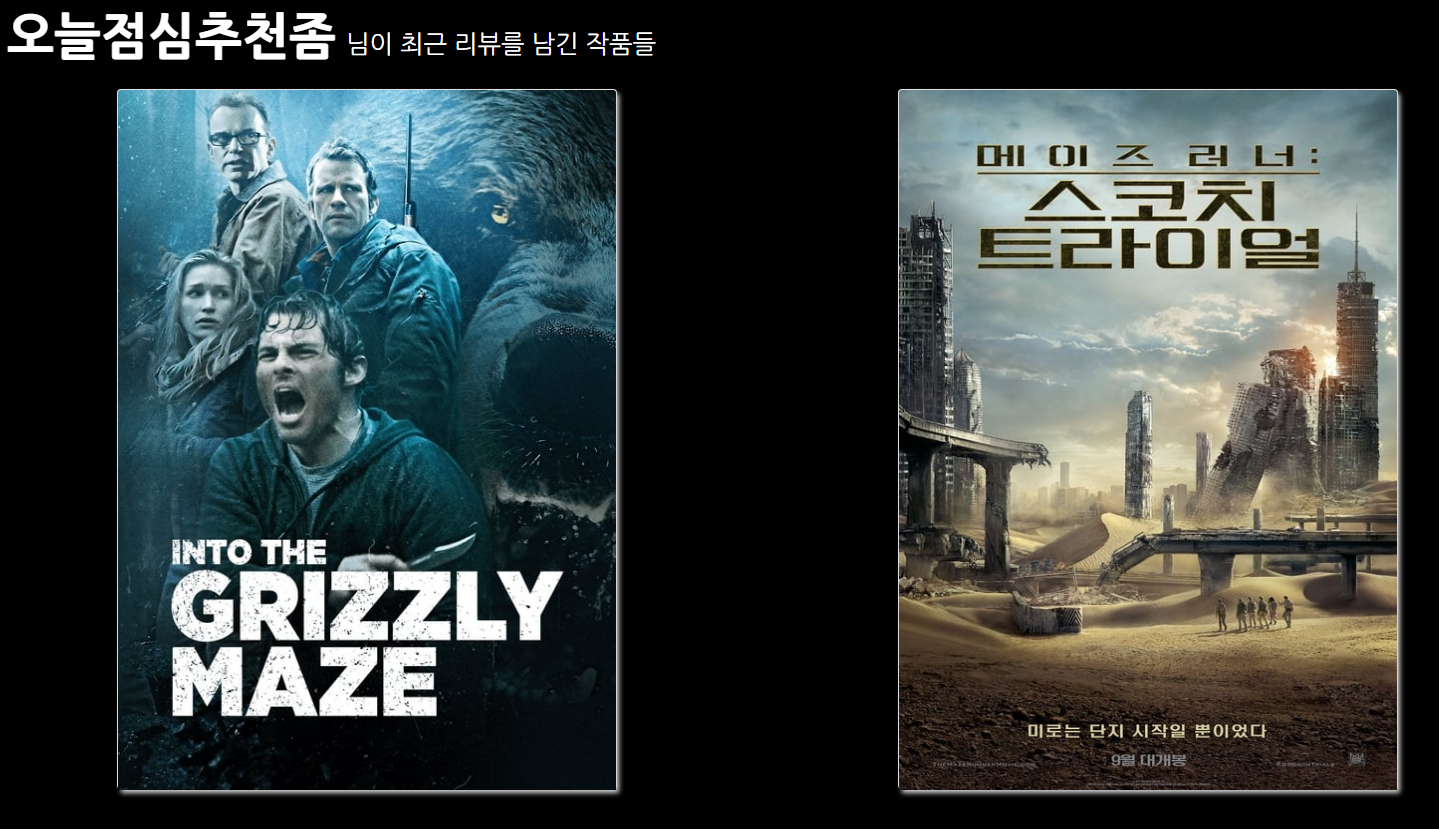 오늘점심추천좀 님이 최근 리뷰를 남긴 작품들
INTO THE
GRIZZLY
MAZE
메이즈 러너:
스코치
트라이얼
미로는 단지 시작일 뿐이었다
9월 대개봉